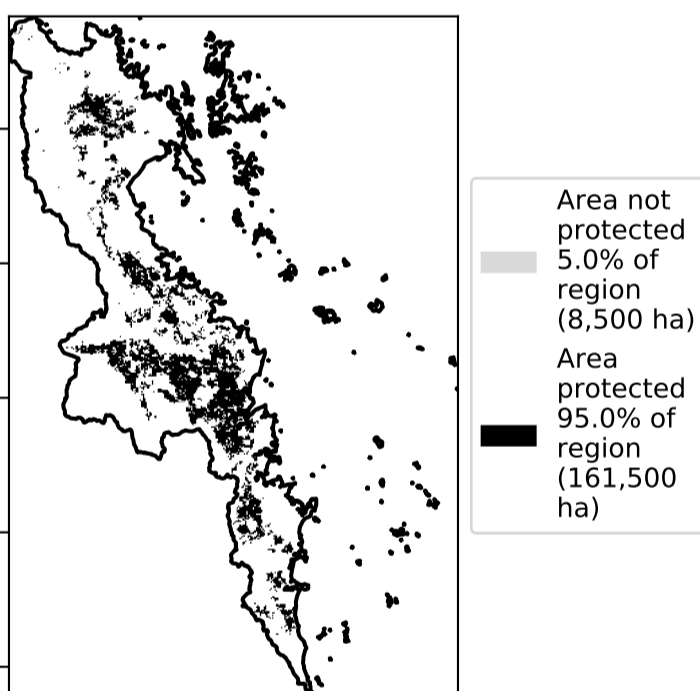 Area not
protected
5.0% of
region
(8,500 ha)
Area
protected
95.0% of
region
(161,500
ha)